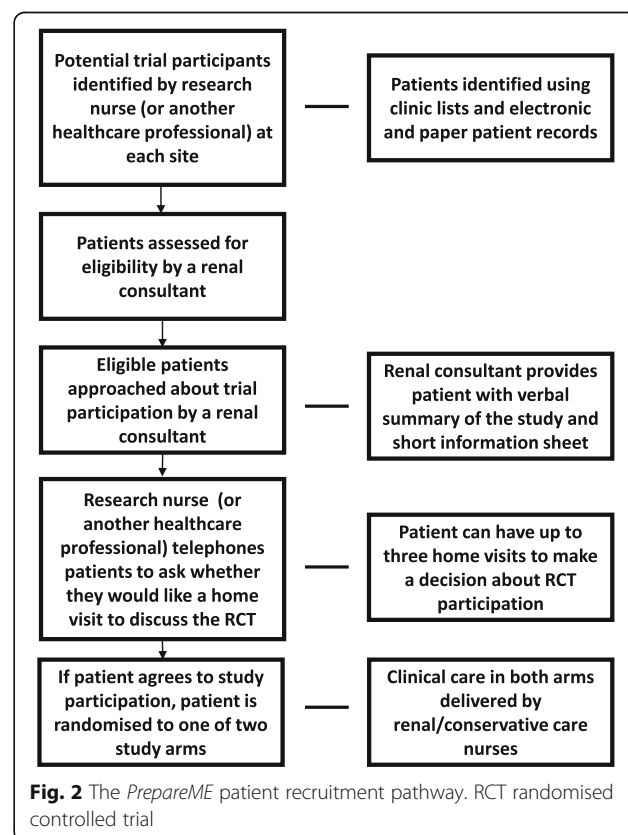 Potential trial participants
identified by research
nurse (or another
healthcare professional) at
each site
Patients identified using
clinic lists and electronic
and paper patient records
Patients assessed for
eligibility by a renal
consultant
Eligible patients
approached about trial
participation by a renal
consultant
Renal consultant provides
patient with verbal
summary of the study and
short information sheet
Research nurse (or
another healthcare
professional) telephones
patients to ask whether
they would like a home
visit to discuss the RCT
Patient can have up to
three home visits to make
a decision about RCT
participation
If patient agrees to study
participation, patient is
randomised to one of two
study arms
Clinical care in both arms
delivered by
renal/conservative care
nurses
Fig. 2 The PrepareME patient recruitment pathway. RCT randomised
controlled trial